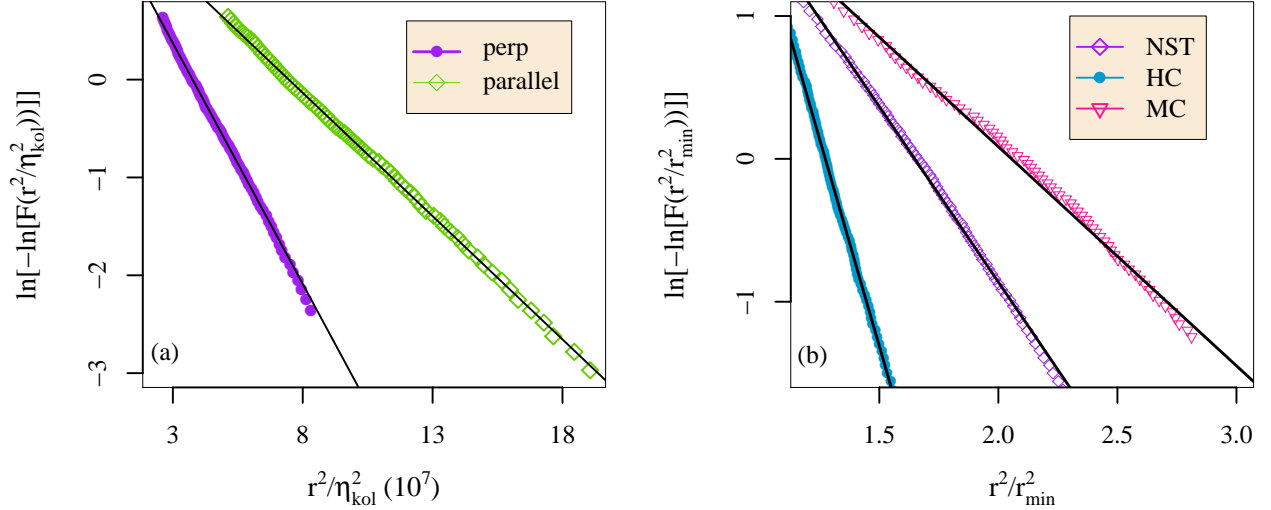 perp
parallel
ln[−ln[F(r²/η²kol))]]
0
−1
−2
−3
(a)
3 8 13 18
r²/η²kol (10⁷)
NST
HC
MC
ln[−ln[F(r²/r²min))]]
1
0
−1
(b)
1.5 2.0 2.5 3.0
r²/r²min